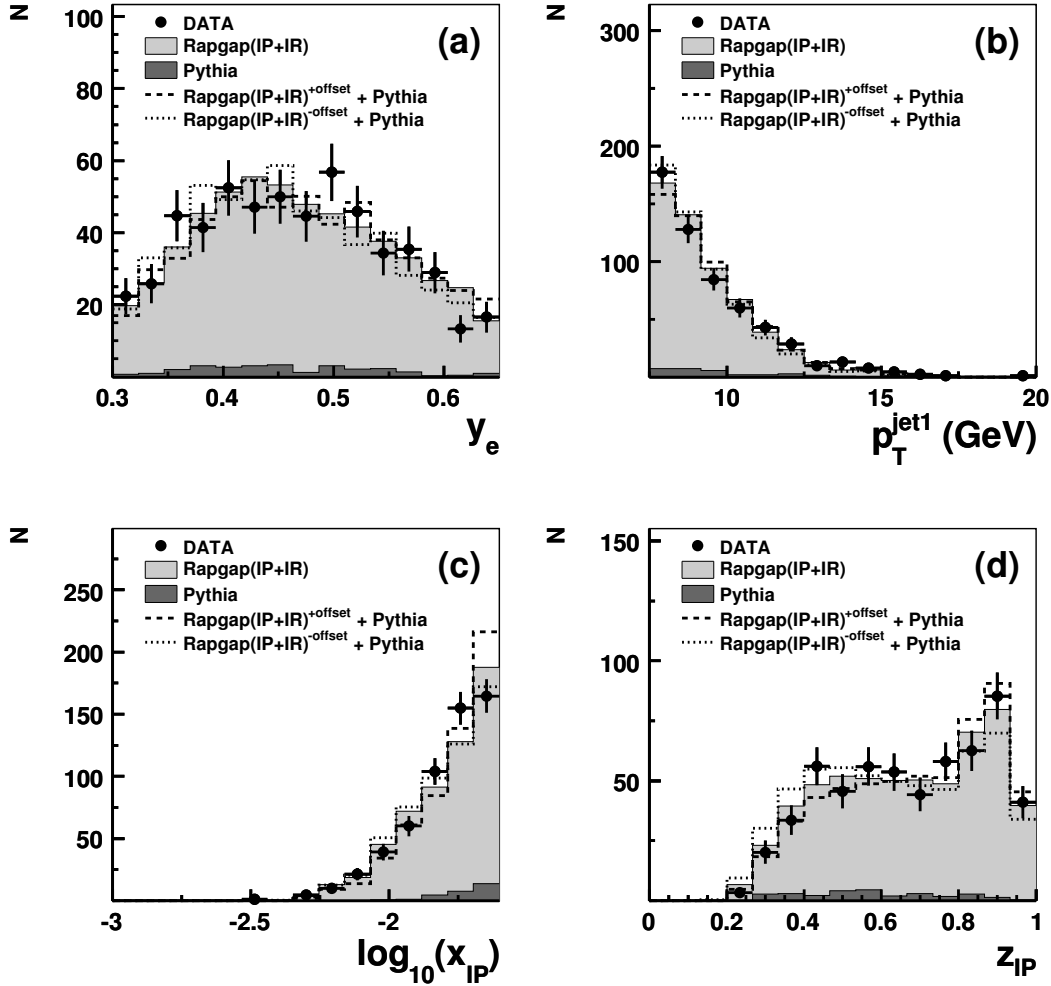 N
100
80
60
40
20
0.3 0.4 0.5 0.6
y_e
(a)
DATA
Rapgap(IP+IR)
Pythia
Rapgap(IP+IR)^+offset + Pythia
Rapgap(IP+IR)^-offset + Pythia
N
300
200
100
10 15 20
p_T^jet1 (GeV)
(b)
DATA
Rapgap(IP+IR)
Pythia
Rapgap(IP+IR)^+offset + Pythia
Rapgap(IP+IR)^-offset + Pythia
N
250
200
150
100
50
-3 -2.5 -2
log_10(x_IP)
(c)
DATA
Rapgap(IP+IR)
Pythia
Rapgap(IP+IR)^+offset + Pythia
Rapgap(IP+IR)^-offset + Pythia
N
150
100
50
0 0.2 0.4 0.6 0.8 1
z_IP
(d)
DATA
Rapgap(IP+IR)
Pythia
Rapgap(IP+IR)^+offset + Pythia
Rapgap(IP+IR)^-offset + Pythia